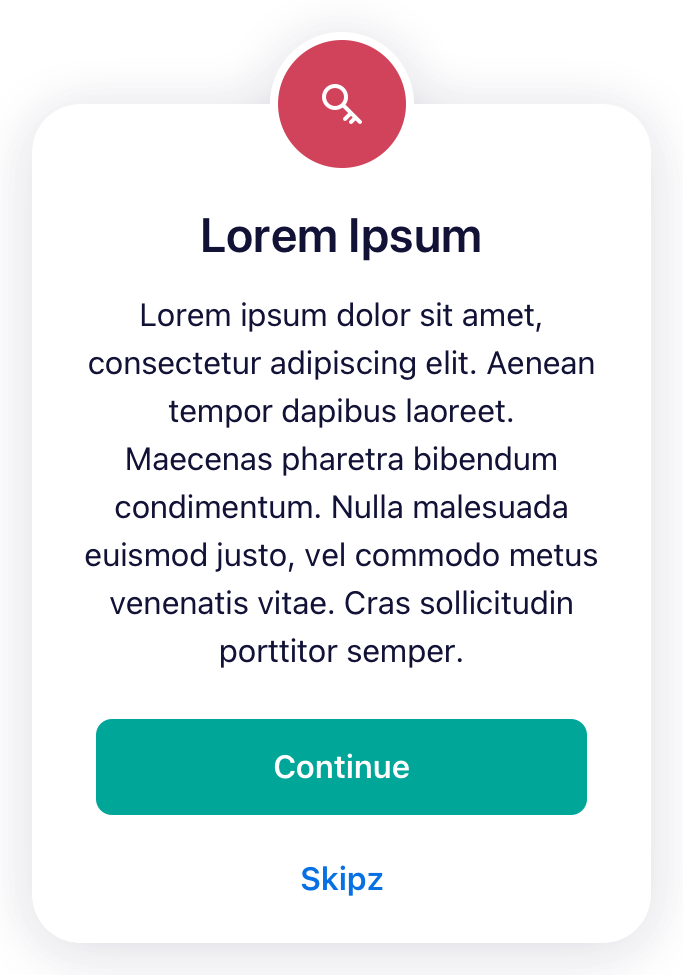 Lorem Ipsum
Lorem ipsum dolor sit amet,
consectetur adipiscing elit. Aenean
tempor dapibus laoreet.
Maecenas pharetra bibendum
condimentum. Nulla malesuada
euismod justo, vel commodo metus
venenatis vitae. Cras sollicitudin
porttitor semper.
Continue
Skipz